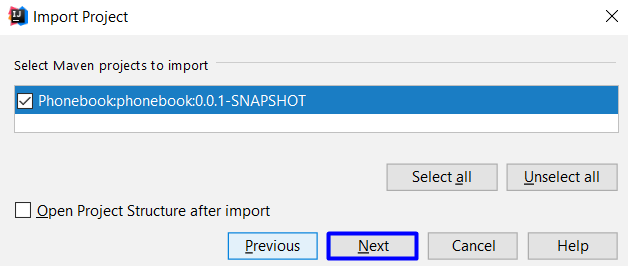 Import Project
Select Maven projects to import
Phonebook:phonebook:0.0.1-SNAPSHOT
Select all Unselect all
Open Project Structure after import
Previous Next Cancel Help